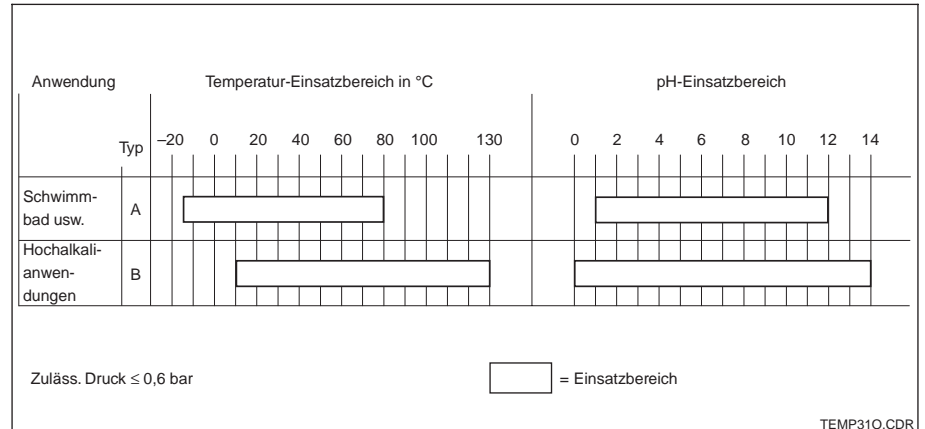 Anwendung Temperatur-Einsatzbereich in °C pH-Einsatzbereich
Typ –20 0 20 40 60 80 100 130 0 2 4 6 8 10 12 14
Schwimm-
bad usw. A
Hochalkali-
anwen- B
dungen
Zuläss. Druck ≤ 0,6 bar = Einsatzbereich
TEMP31O.CDR